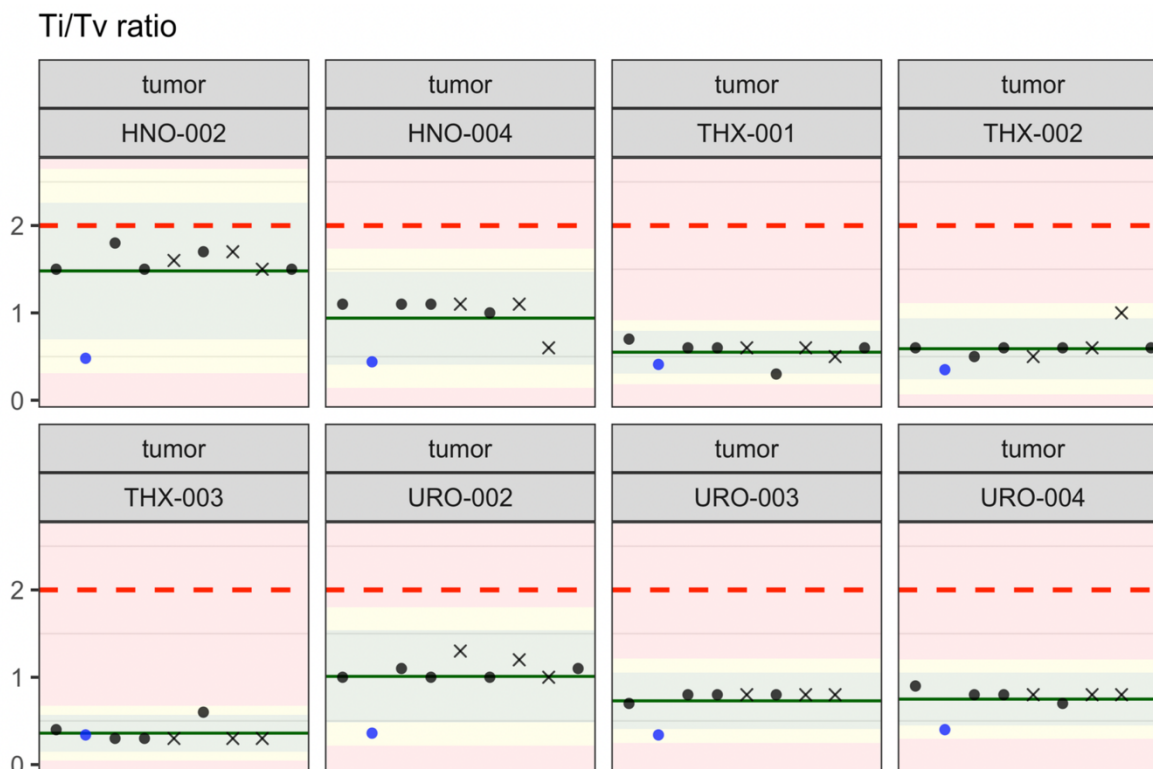 Ti/Tv ratio
tumor tumor tumor tumor
HNO-002 HNO-004 THX-001 THX-002
2
1
0
tumor tumor tumor tumor
THX-003 URO-002 URO-003 URO-004
2
1
0